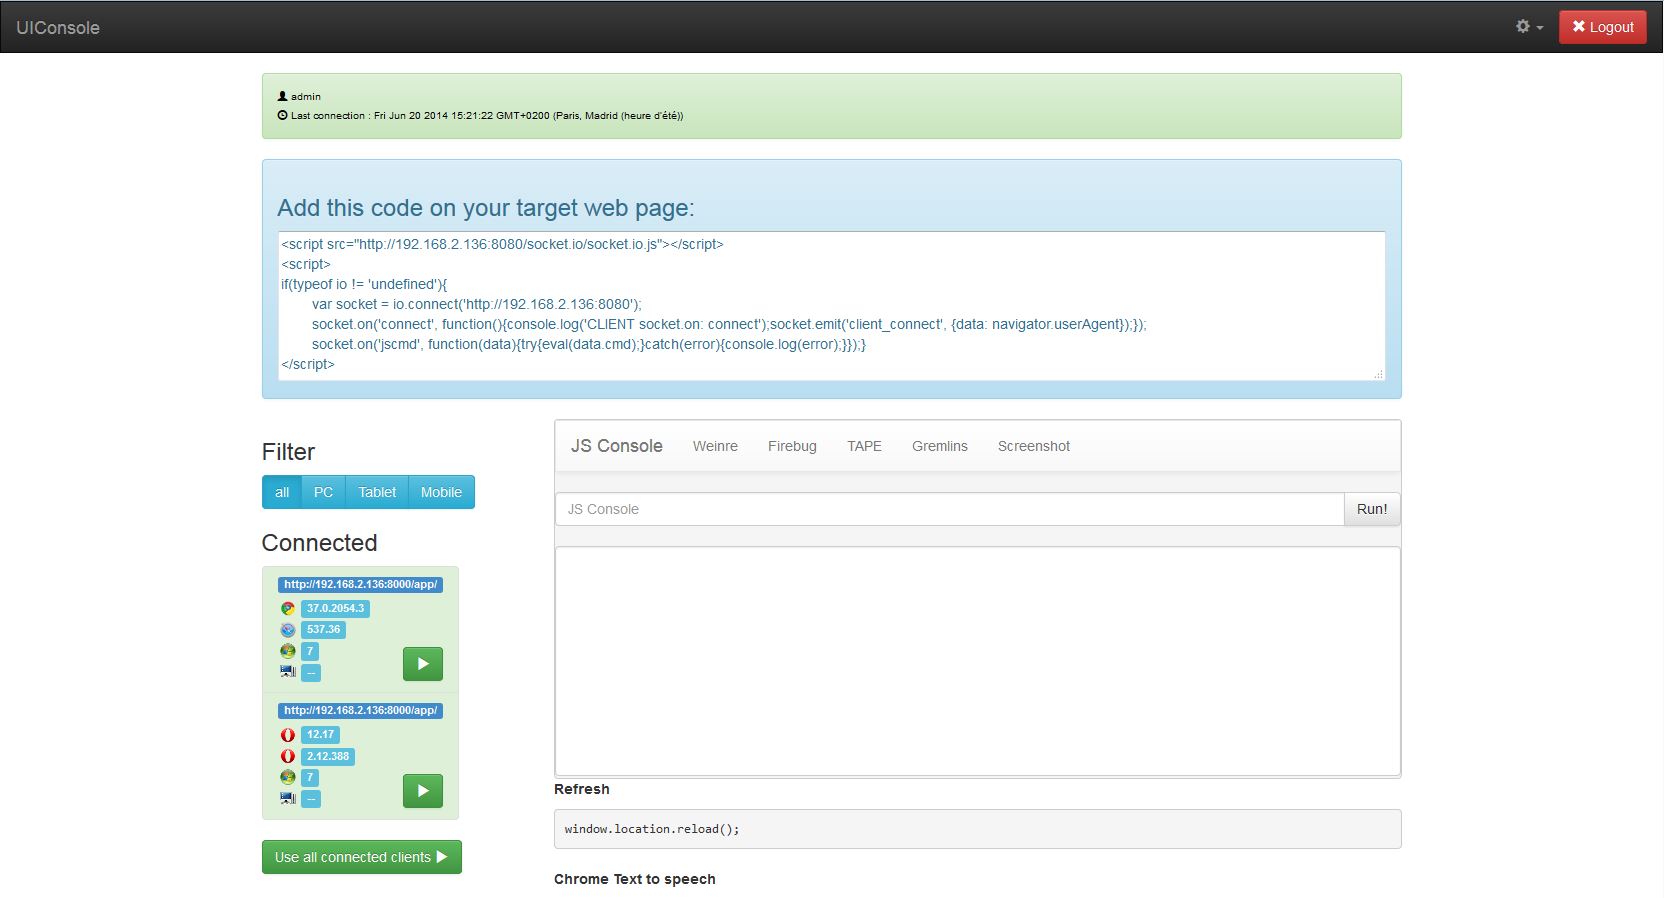 UIConsole
Logout
admin
Last connection : Fri Jun 20 2014 15:21:22 GMT+0200 (Paris, Madrid (heure d'été))
Add this code on your target web page:
<script src="http://192.168.2.136:8080/socket.io/socket.io.js"></script>
<script>
if(typeof io != 'undefined'){
var socket = io.connect('http://192.168.2.136:8080');
socket.on('connect', function(){console.log('CLIENT socket.on: connect');socket.emit('client_connect', {data: navigator.userAgent});});
socket.on('jscmd', function(data){try{eval(data.cmd);}catch(error){console.log(error);}});}
</script>
Filter
all PC Tablet Mobile
Connected
http://192.168.2.136:8000/app/
37.0.2054.3
537.36
7
--
http://192.168.2.136:8000/app/
12.17
2.12.388
7
--
Use all connected clients
JS Console Weinre Firebug TAPE Gremlins Screenshot
JS Console Run!
Refresh
window.location.reload();
Chrome Text to speech